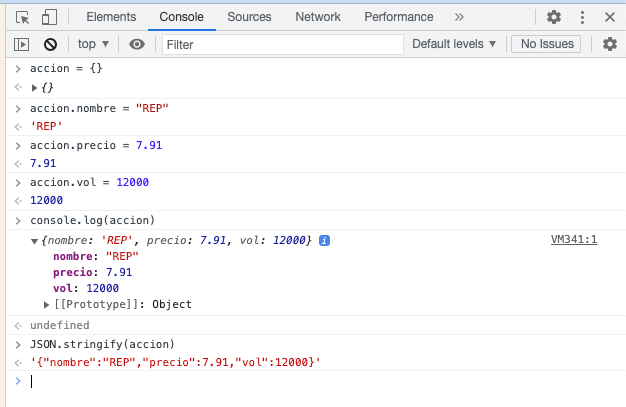 Elements Console Sources Network Performance »
top ▼ Filter Default levels ▼ No Issues
> accion = {}
<· ▶ {}
> accion.nombre = "REP"
<· 'REP'
> accion.precio = 7.91
<· 7.91
> accion.vol = 12000
<· 12000
> console.log(accion)
▼ {nombre: 'REP', precio: 7.91, vol: 12000} i VM341:1
nombre: "REP"
precio: 7.91
vol: 12000
▶ [[Prototype]]: Object
<· undefined
> JSON.stringify(accion)
<· '{"nombre":"REP","precio":7.91,"vol":12000}'
>